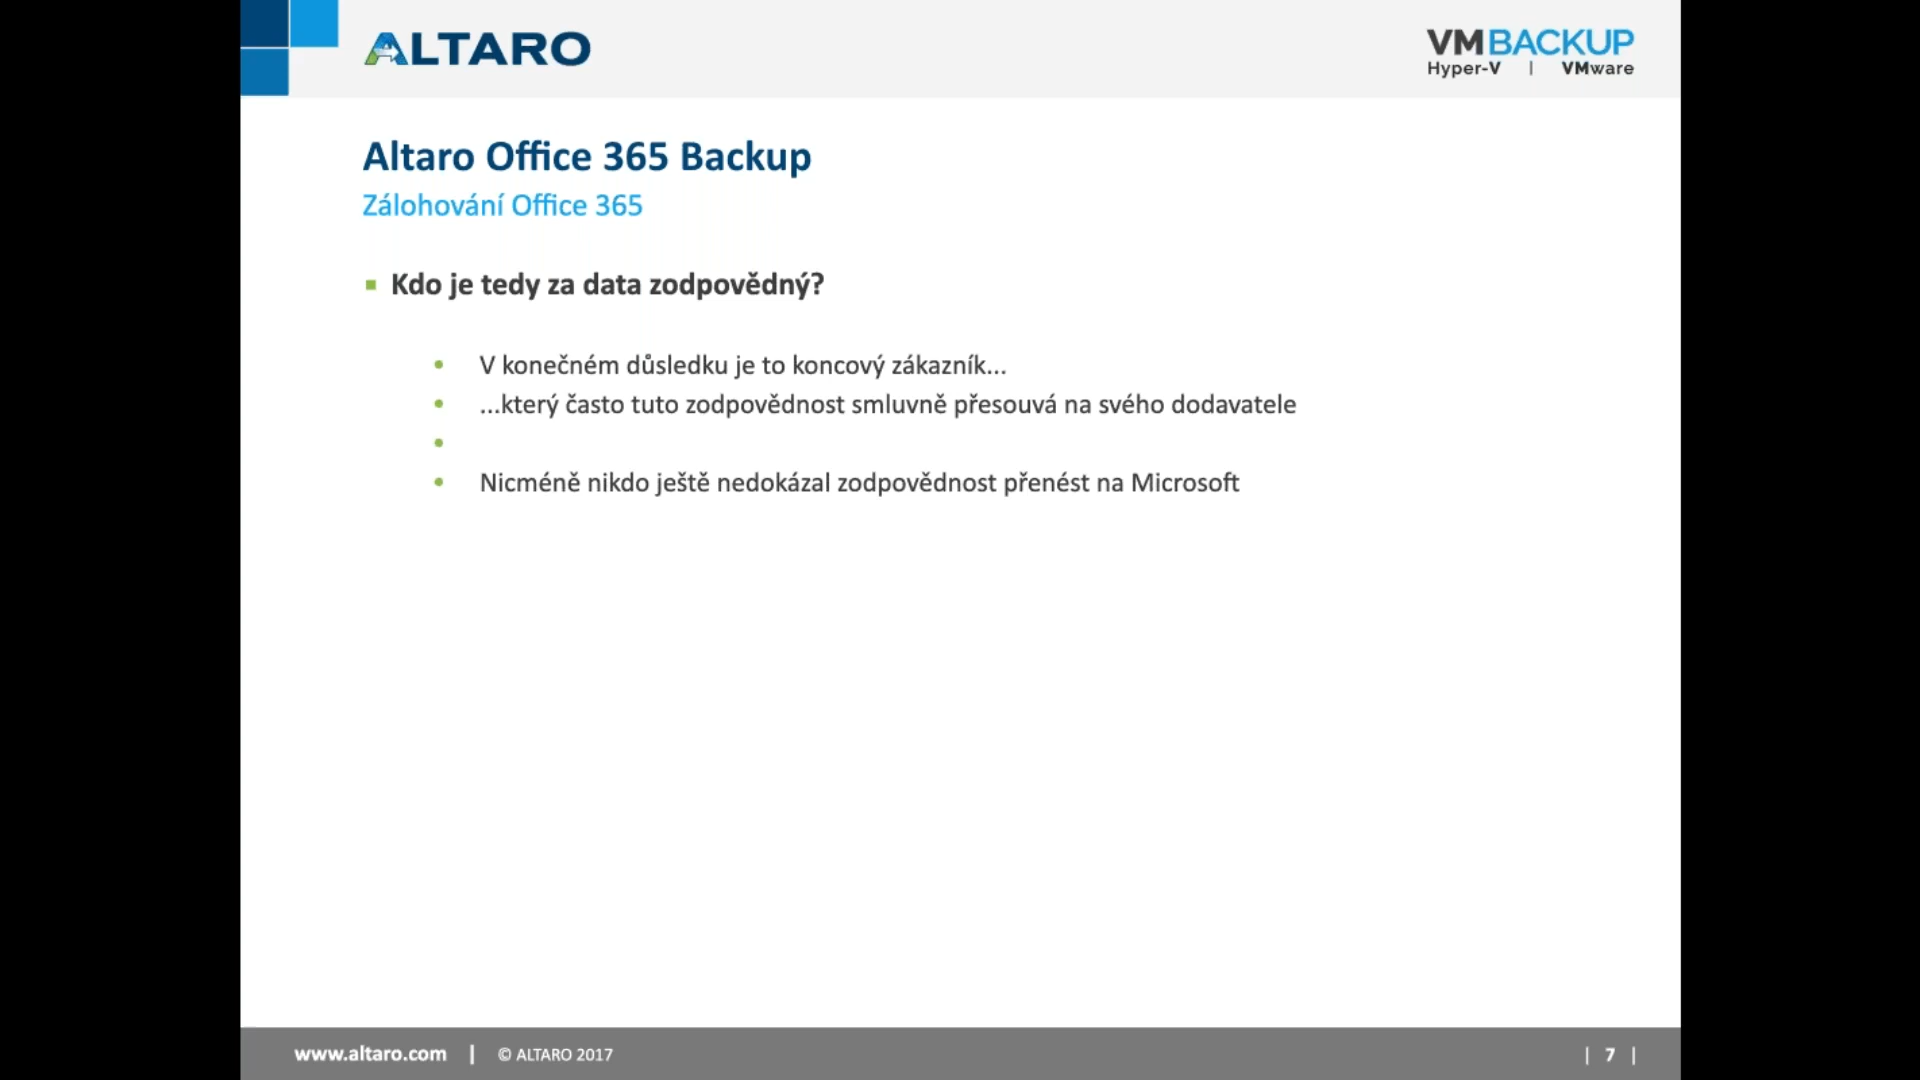 ALTARO
VMBACKUP
Hyper-V | VMware
Altaro Office 365 Backup
Zálohování Office 365
Kdo je tedy za data zodpovědný?
V konečném důsledku je to koncový zákazník...
...který často tuto zodpovědnost smluvně přesouvá na svého dodavatele
Nicméně nikdo ještě nedokázal zodpovědnost přenést na Microsoft
www.altaro.com | © ALTARO 2017
| 7 |